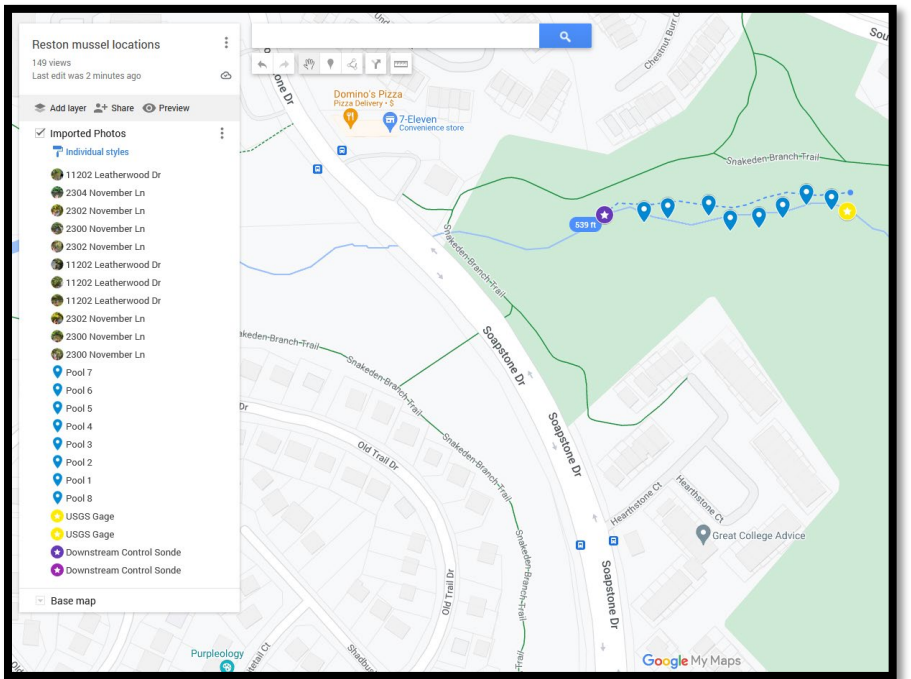 Reston mussel locations
149 views
Last edit was 2 minutes ago
Add layer
Share
Preview
Imported Photos
Individual styles
11202 Leatherwood Dr
2304 November Ln
2302 November Ln
2300 November Ln
2302 November Ln
11202 Leatherwood Dr
11202 Leatherwood Dr
11202 Leatherwood Dr
2302 November Ln
2300 November Ln
2300 November Ln
Pool 7
Pool 6
Pool 5
Pool 4
Pool 3
Pool 2
Pool 1
Pool 8
USGS Gage
USGS Gage
Downstream Control Sonde
Downstream Control Sonde
Base map
Domino's Pizza
Pizza Delivery • $
7-Eleven
Convenience store
Chestnut Burr
Sou
Snakeden-Branch-Trail
539 ft
Snakeden-Branch-Trail
Snakeden-Branch-Trail
Soapstone Dr
Soapstone Dr
Soapstone Dr
Old Trail Dr
Old Trail Dr
Snakeden-Branch-Trail
Snakeden-Branch-Trail
Hearthstone Ct
Hearthstone Ct
Great College Advice
Dr
Purpleology
Google My Maps